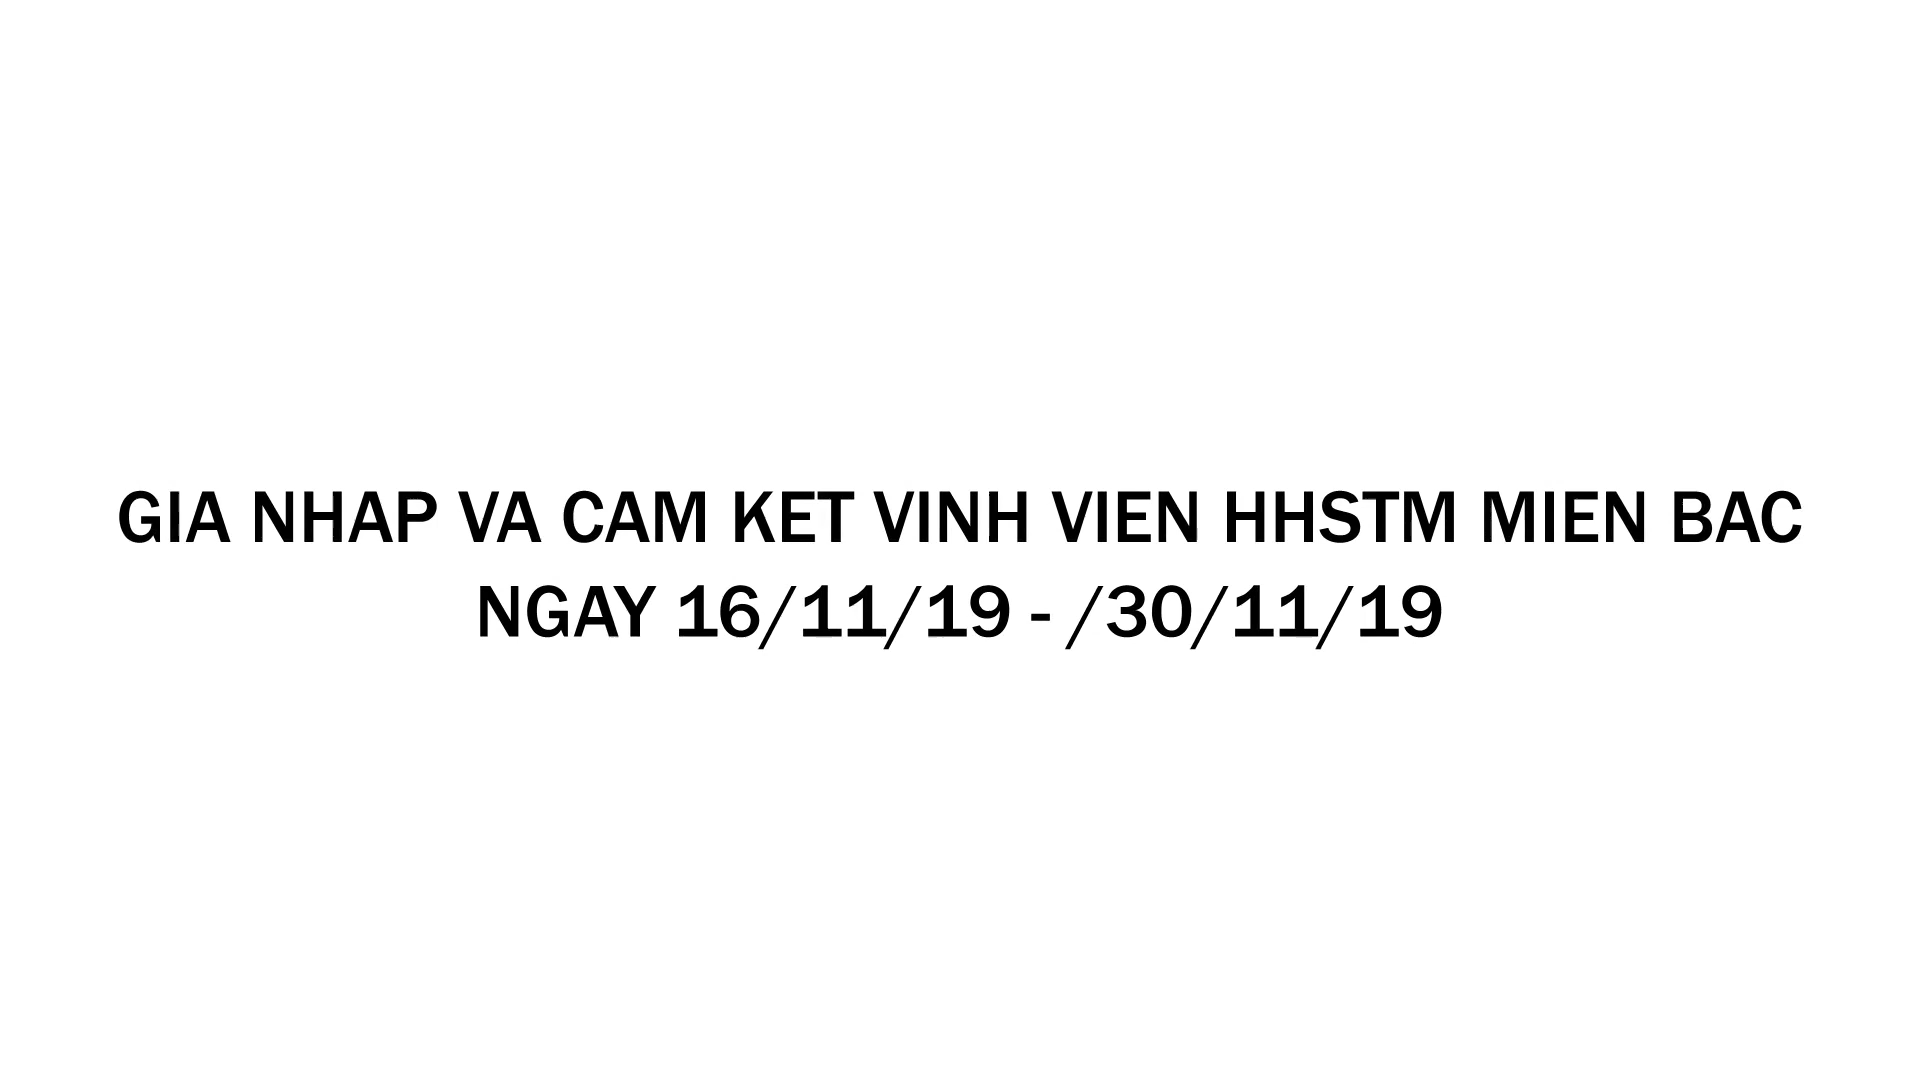 GIA NHAP VA CAM KET VINH VIEN HHSTM MIEN BAC
NGAY 16/11/19 - /30/11/19